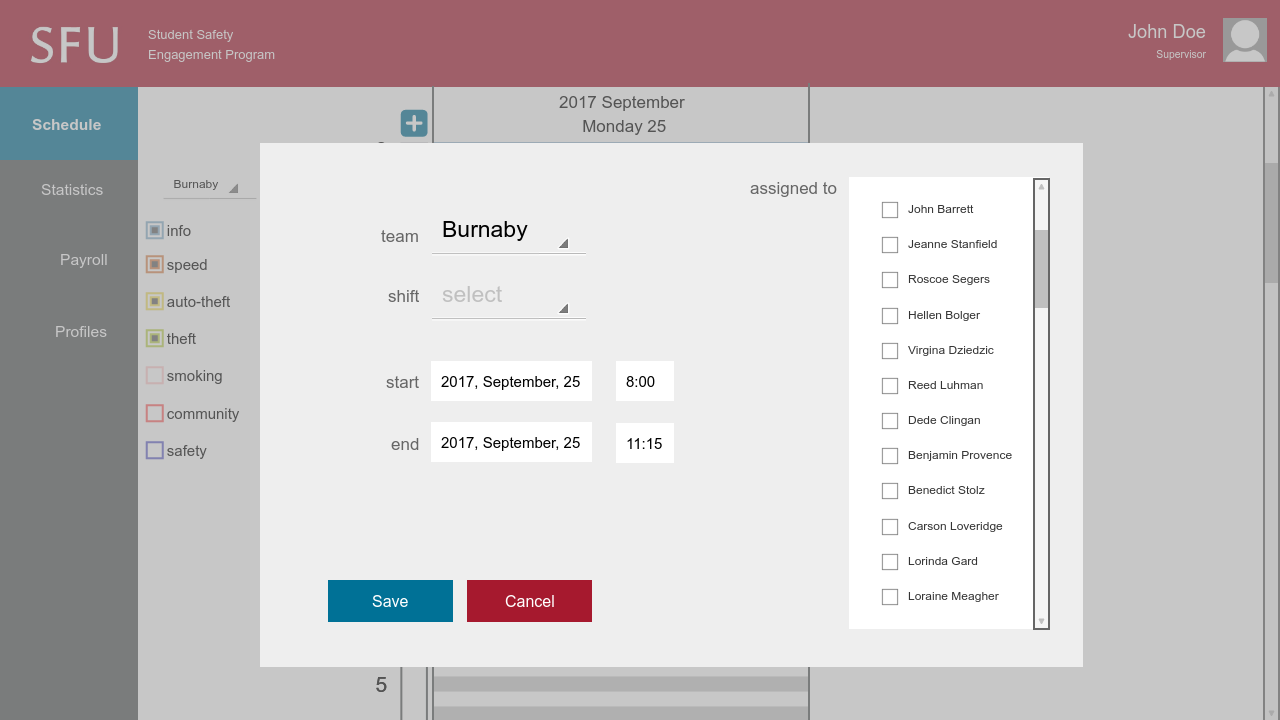 SFU
Student Safety
Engagement Program
John Doe
Supervisor
Schedule
Statistics
Payroll
Profiles
Burnaby
info
speed
auto-theft
theft
smoking
community
safety
2017 September
Monday 25
team
Burnaby
shift
select
start
2017, September, 25
8:00
end
2017, September, 25
11:15
Save
Cancel
assigned to
John Barrett
Jeanne Stanfield
Roscoe Segers
Hellen Bolger
Virgina Dziedzic
Reed Luhman
Dede Clingan
Benjamin Provence
Benedict Stolz
Carson Loveridge
Lorinda Gard
Loraine Meagher
5